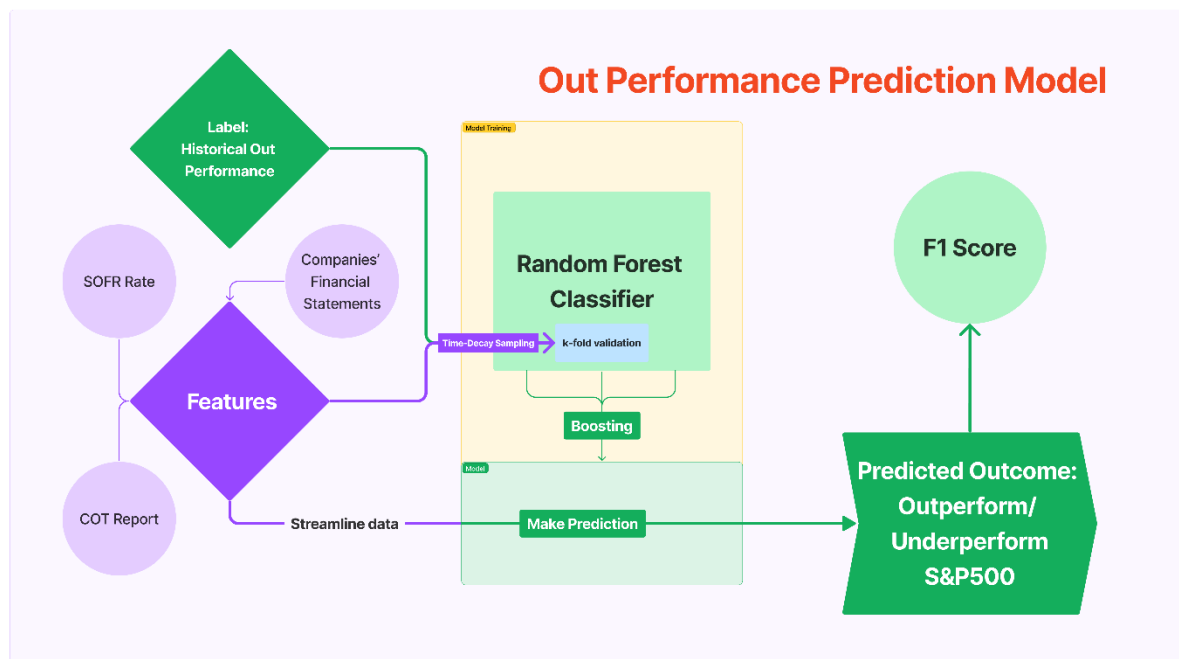 Out Performance Prediction Model
Label:
Historical Out
Performance
Model Training
SOFR Rate
Companies'
Financial
Statements
Random Forest
Classifier
F1 Score
Time-Decay Sampling
k-fold validation
Features
Boosting
Model
COT Report
Streamline data
Make Prediction
Predicted Outcome:
Outperform/
Underperform
S&P500